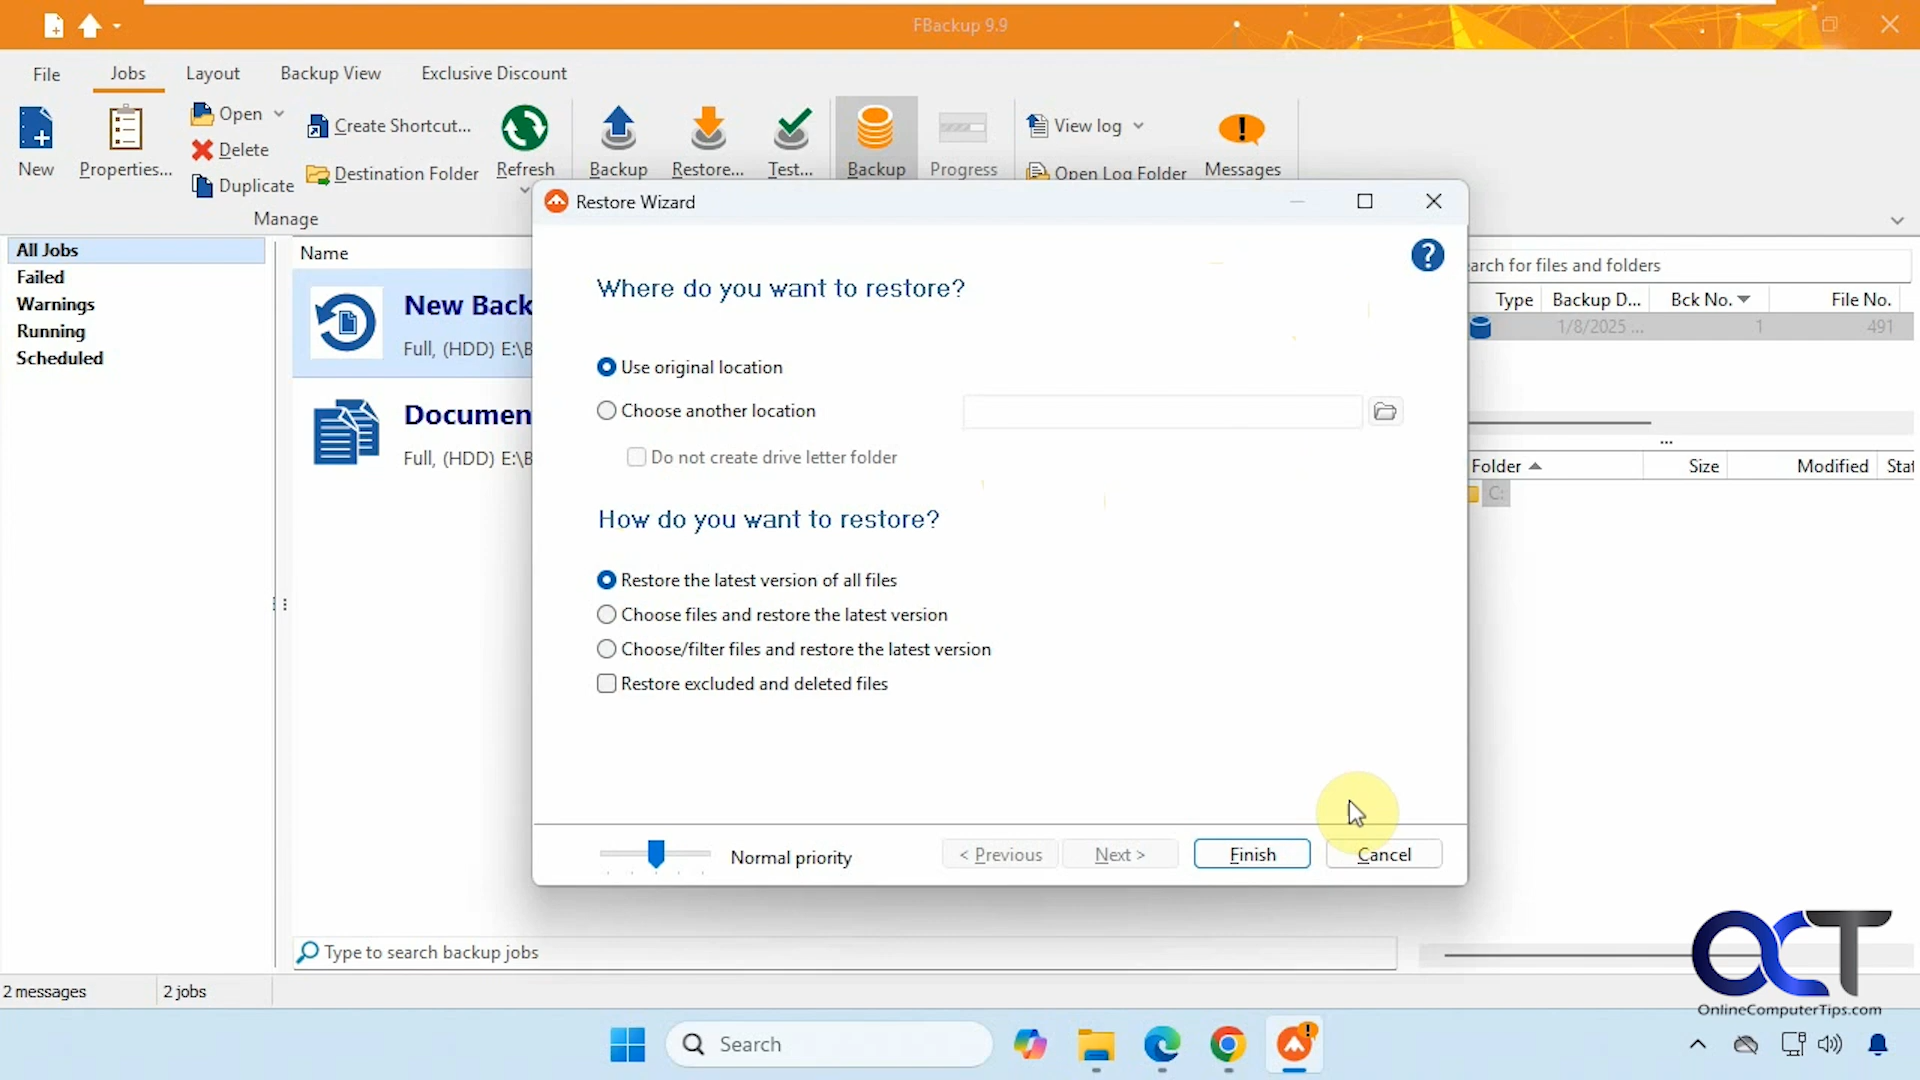 FBackup 9.9
File
Jobs
Layout
Backup View
Exclusive Discount
New
Properties...
Open
Delete
Duplicate
Create Shortcut...
Destination Folder
Refresh
Manage
Backup
Restore...
Test...
Backup
Progress
View log
Open Log Folder
Messages
All Jobs
Failed
Warnings
Running
Scheduled
Name
New Back
Full, (HDD) E:\B
Documen
Full, (HDD) E:\B
Restore Wizard
?
Where do you want to restore?
Use original location
Choose another location
Do not create drive letter folder
How do you want to restore?
Restore the latest version of all files
Choose files and restore the latest version
Choose/filter files and restore the latest version
Restore excluded and deleted files
Normal priority
< Previous
Next >
Finish
Cancel
arch for files and folders
Type Backup D... Bck No. File No.
1/8/2025 ... 1 491
...
Folder Size Modified Stat
C:
Type to search backup jobs
2 messages
2 jobs
OCT
OnlineComputerTips.com
Search